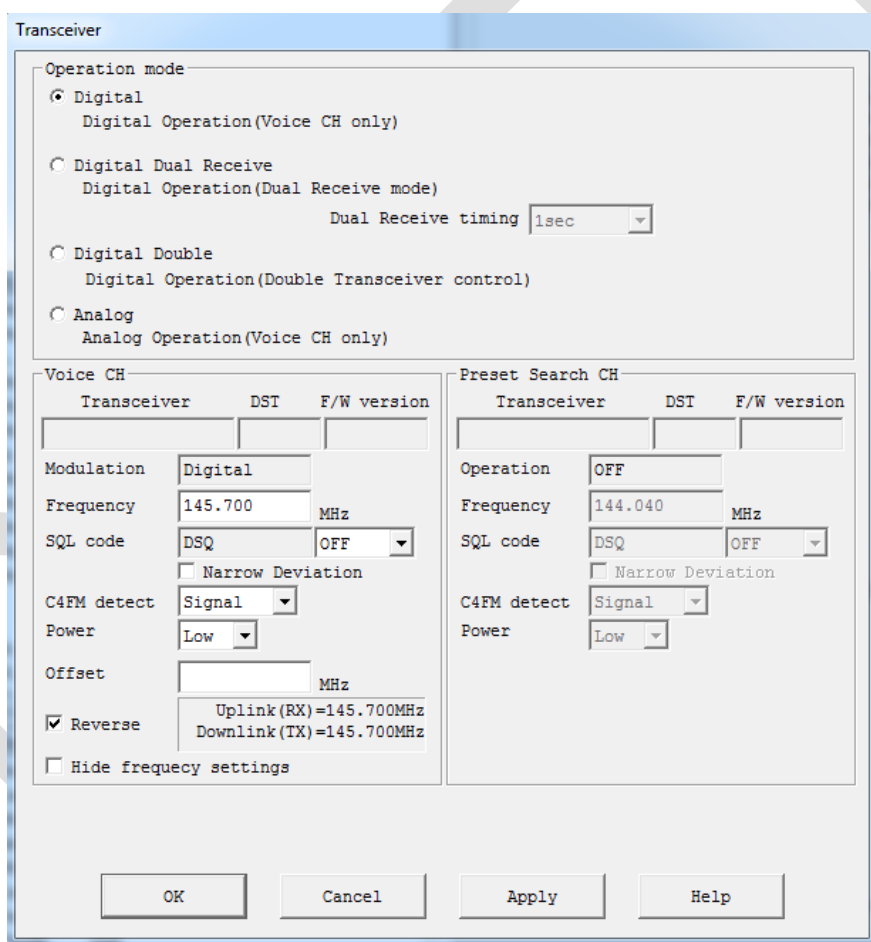 Transceiver
Operation mode
Digital
Digital Operation(Voice CH only)
Digital Dual Receive
Digital Operation(Dual Receive mode)
Dual Receive timing 1sec
Digital Double
Digital Operation(Double Transceiver control)
Analog
Analog Operation(Voice CH only)
Voice CH
Transceiver DST F/W version
Modulation Digital
Frequency 145.700 MHz
SQL code DSQ OFF
Narrow Deviation
C4FM detect Signal
Power Low
Offset MHz
Reverse
Uplink(RX)=145.700MHz
Downlink(TX)=145.700MHz
Hide frequecy settings
Preset Search CH
Transceiver DST F/W version
Operation OFF
Frequency 144.040 MHz
SQL code DSQ OFF
Narrow Deviation
C4FM detect Signal
Power Low
OK Cancel Apply Help